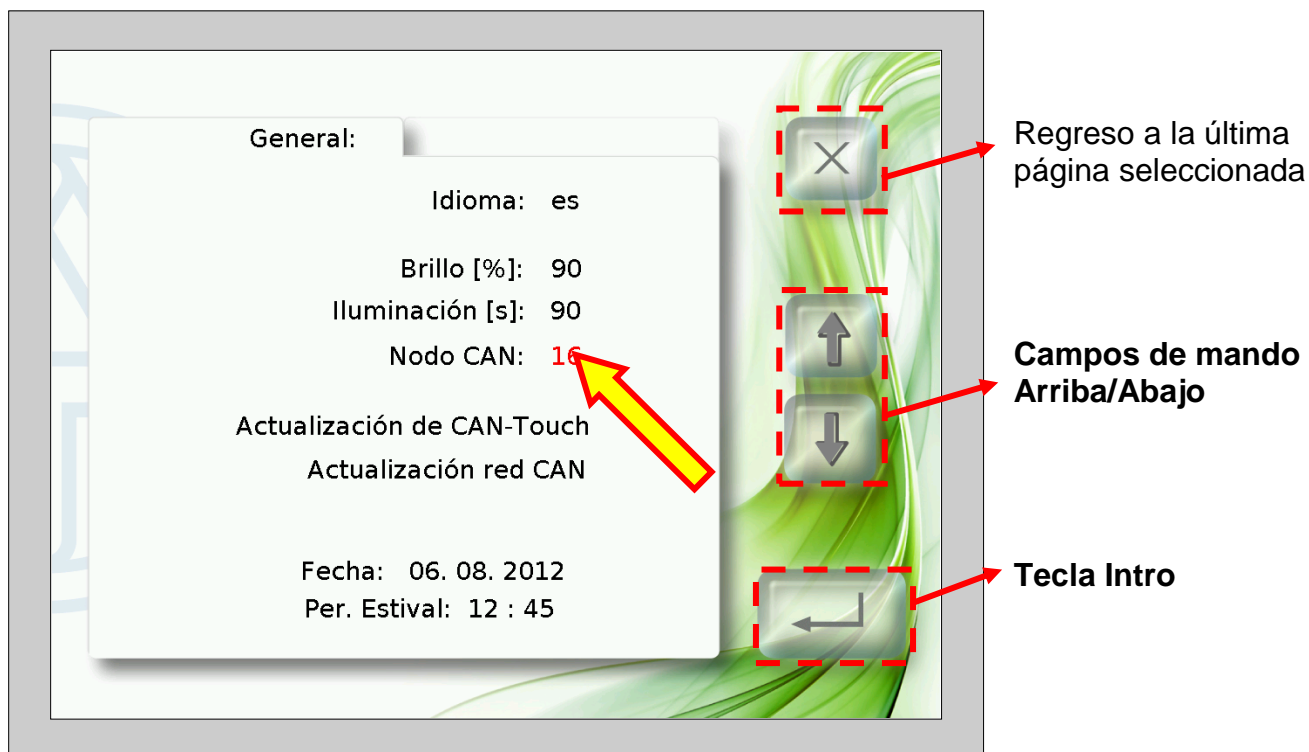 General:
Idioma: es
Brillo [%]: 90
Iluminación [s]: 90
Nodo CAN: 16
Actualización de CAN-Touch
Actualización red CAN
Fecha: 06. 08. 2012
Per. Estival: 12 : 45
Regreso a la última
página seleccionada
Campos de mando
Arriba/Abajo
Tecla Intro